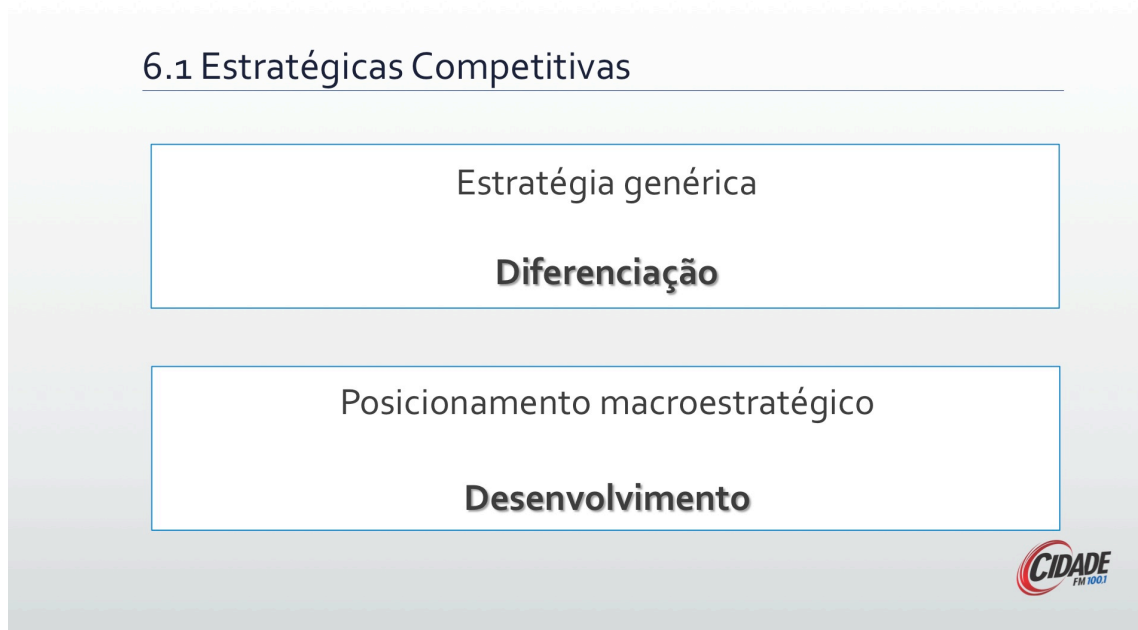 6.1 Estratégicas Competitivas
Estratégia genérica
Diferenciação
Posicionamento macroestratégico
Desenvolvimento
CIDADE
FM 100.1